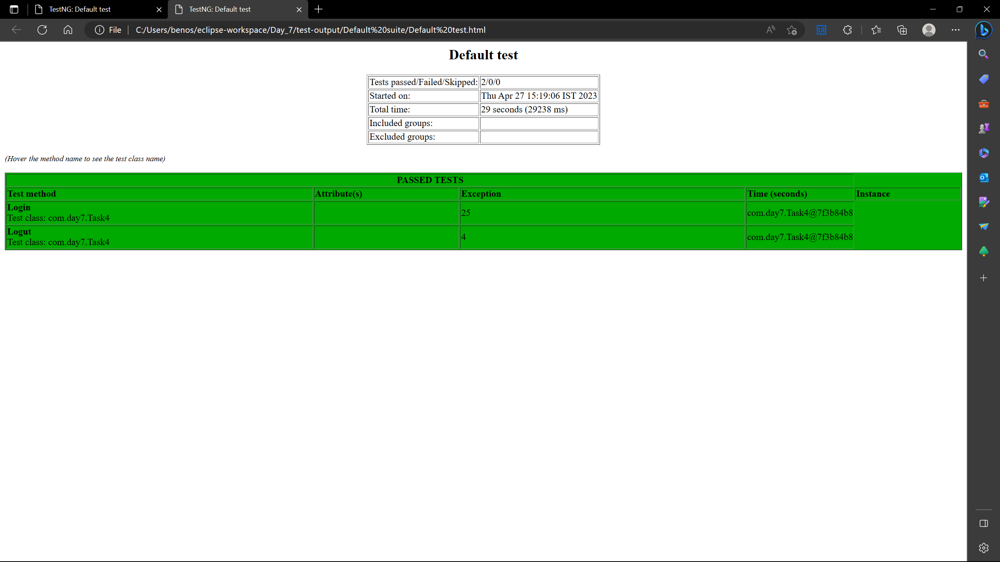 TestNG: Default test
TestNG: Default test
File
C:/Users/benos/eclipse-workspace/Day_7/test-output/Default%20suite/Default%20test.html
Default test
Tests passed/Failed/Skipped: 2/0/0
Started on: Thu Apr 27 15:19:06 IST 2023
Total time: 29 seconds (29238 ms)
Included groups:
Excluded groups:
(Hover the method name to see the test class name)
PASSED TESTS
Test method Attribute(s) Exception Time (seconds) Instance
Login
Test class: com.day7.Task4
25 com.day7.Task4@7f3b84b8
Logut
Test class: com.day7.Task4
4 com.day7.Task4@7f3b84b8